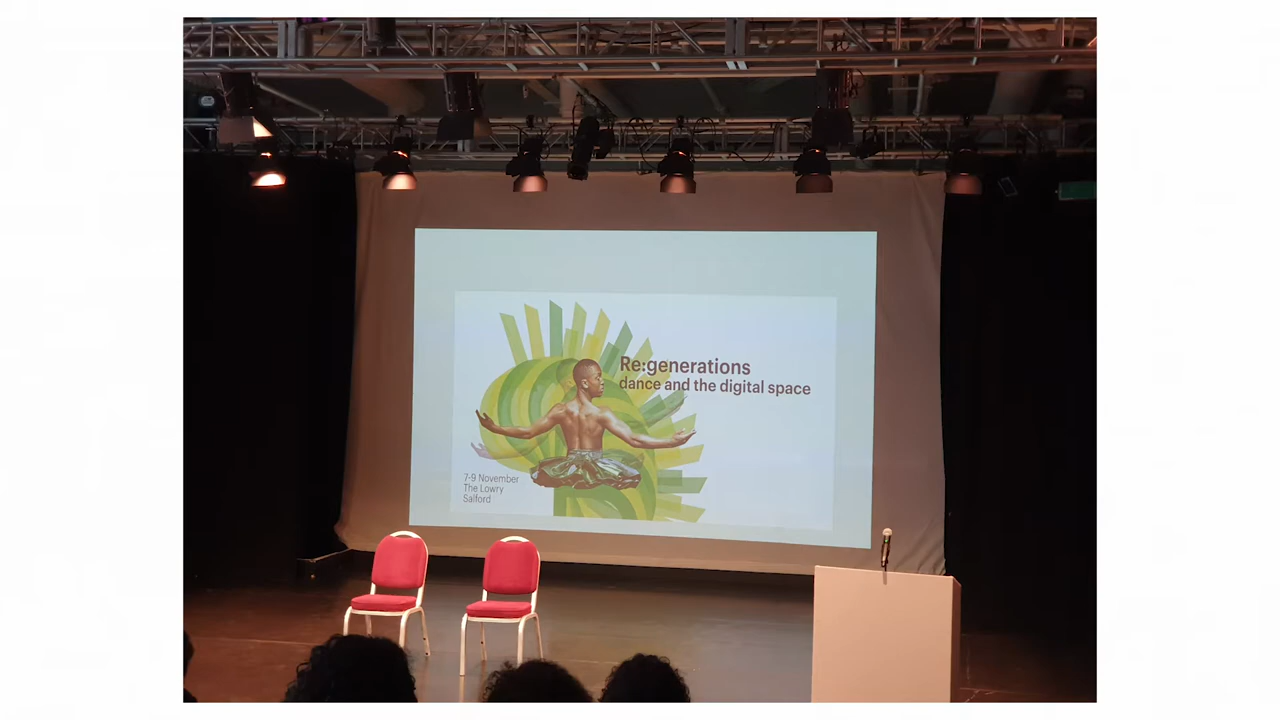 Re:generations
dance and the digital space
7-9 November
The Lowry
Salford